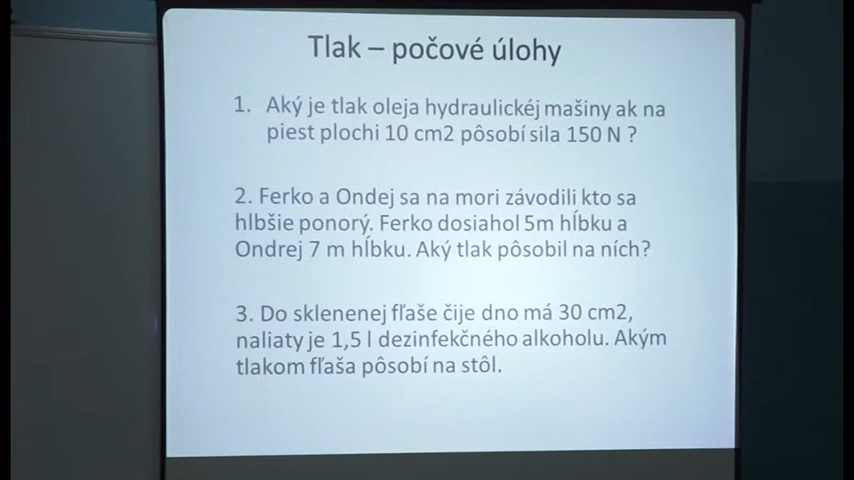 Tlak – počové úlohy
1. Aký je tlak oleja hydraulickéj mašiny ak na
piest plochi 10 cm2 pôsobí sila 150 N ?
2. Ferko a Ondej sa na mori závodili kto sa
hlbšie ponorý. Ferko dosiahol 5m hĺbku a
Ondrej 7 m hĺbku. Aký tlak pôsobil na ních?
3. Do sklenenej fľaše čije dno má 30 cm2,
naliaty je 1,5 l dezinfekčného alkoholu. Akým
tlakom fľaša pôsobí na stôl.